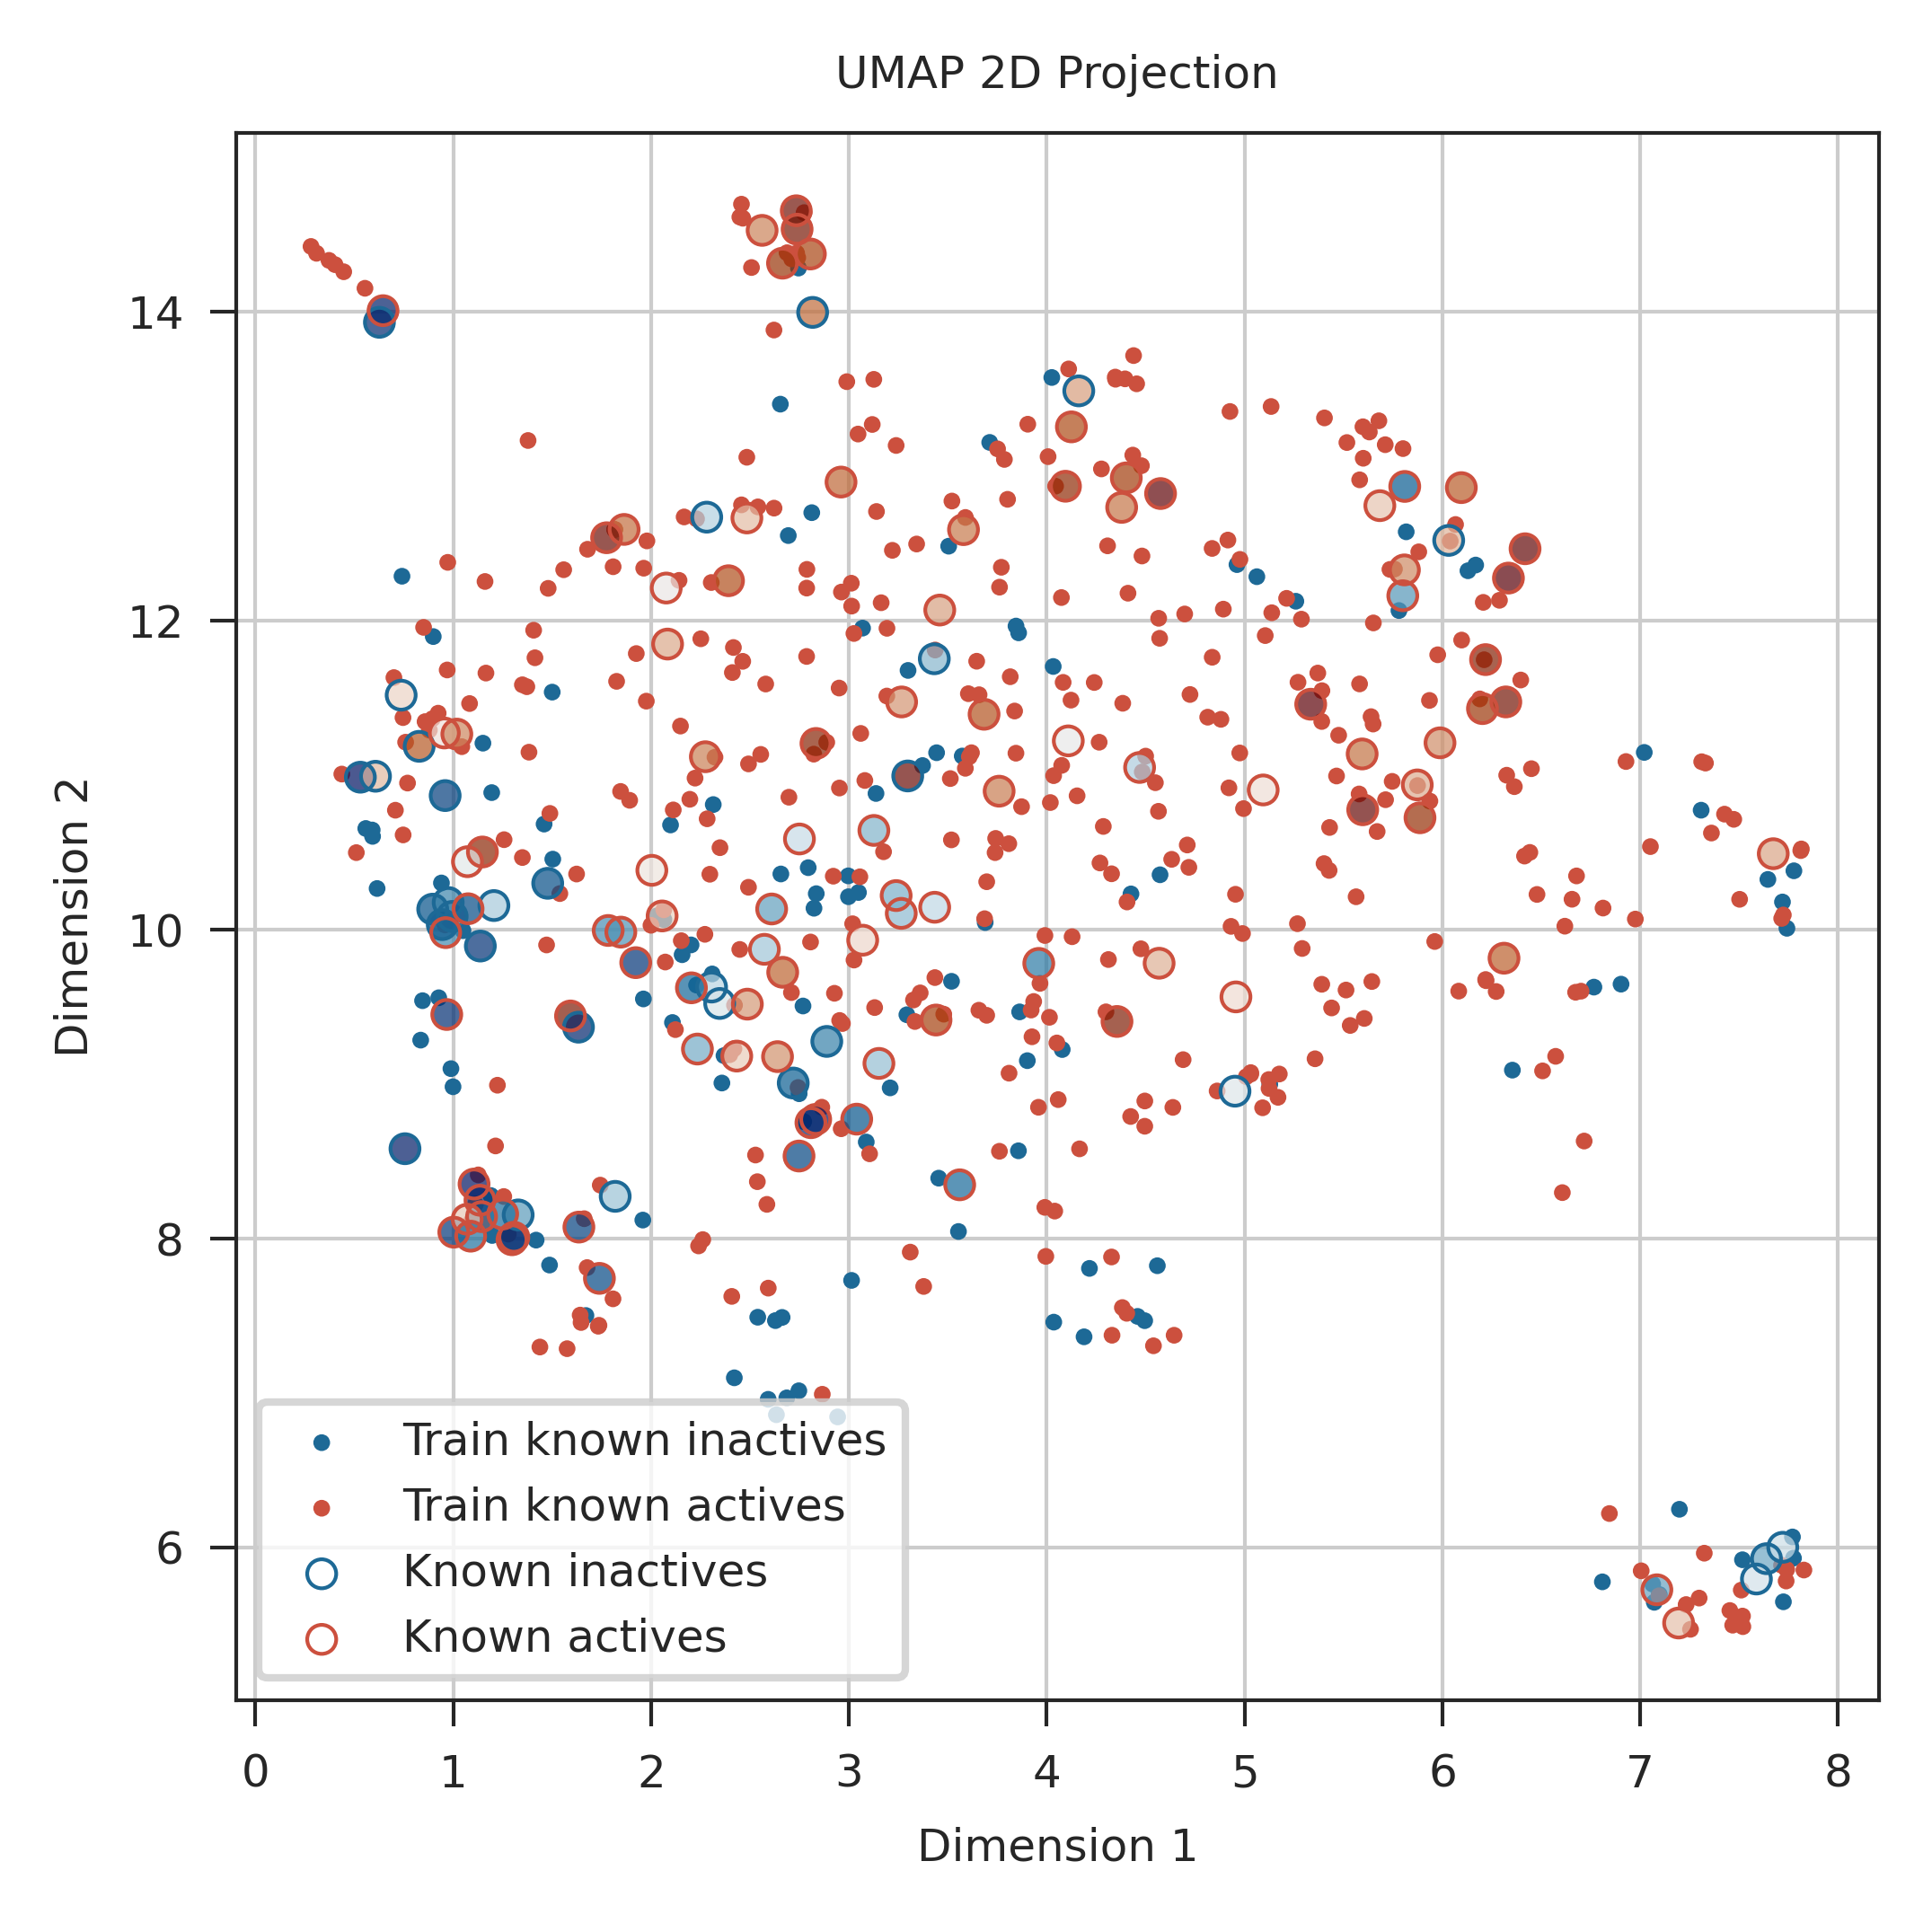 UMAP 2D Projection
14
12
10
8
6
Dimension 2
Train known inactives
Train known actives
Known inactives
Known actives
0 1 2 3 4 5 6 7 8
Dimension 1